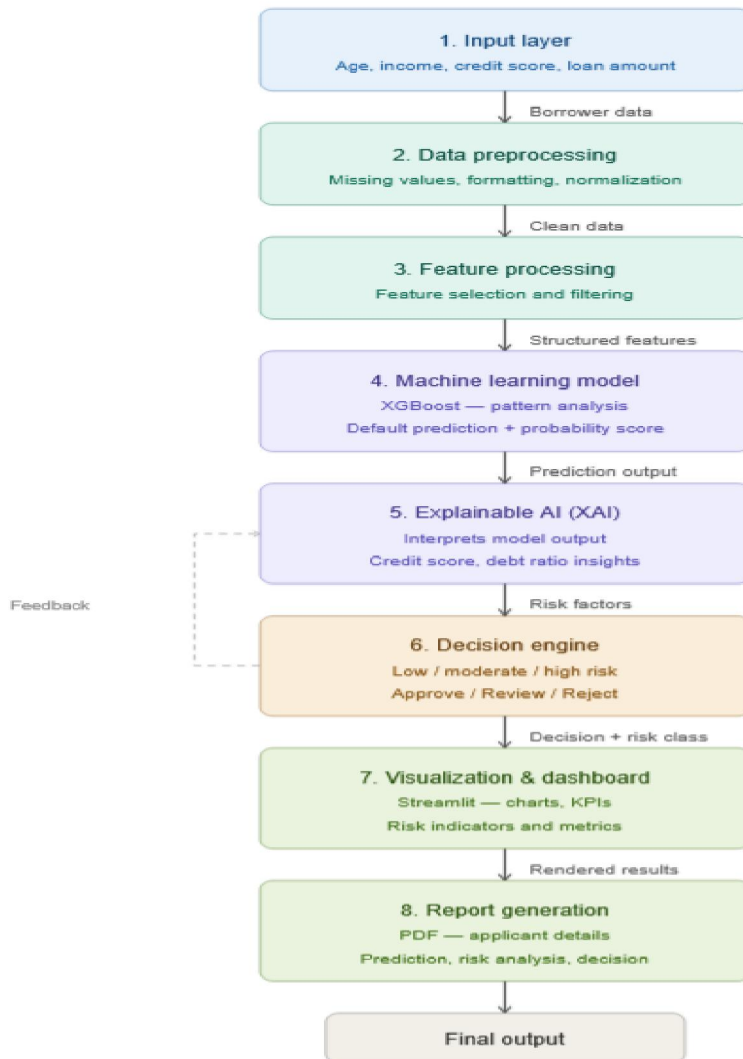 1. Input layer
Age, income, credit score, loan amount
Borrower data
2. Data preprocessing
Missing values, formatting, normalization
Clean data
3. Feature processing
Feature selection and filtering
Structured features
4. Machine learning model
XGBoost — pattern analysis
Default prediction + probability score
Prediction output
5. Explainable AI (XAI)
Interprets model output
Credit score, debt ratio insights
Feedback
Risk factors
6. Decision engine
Low / moderate / high risk
Approve / Review / Reject
Decision + risk class
7. Visualization & dashboard
Streamlit — charts, KPIs
Risk indicators and metrics
Rendered results
8. Report generation
PDF — applicant details
Prediction, risk analysis, decision
Final output